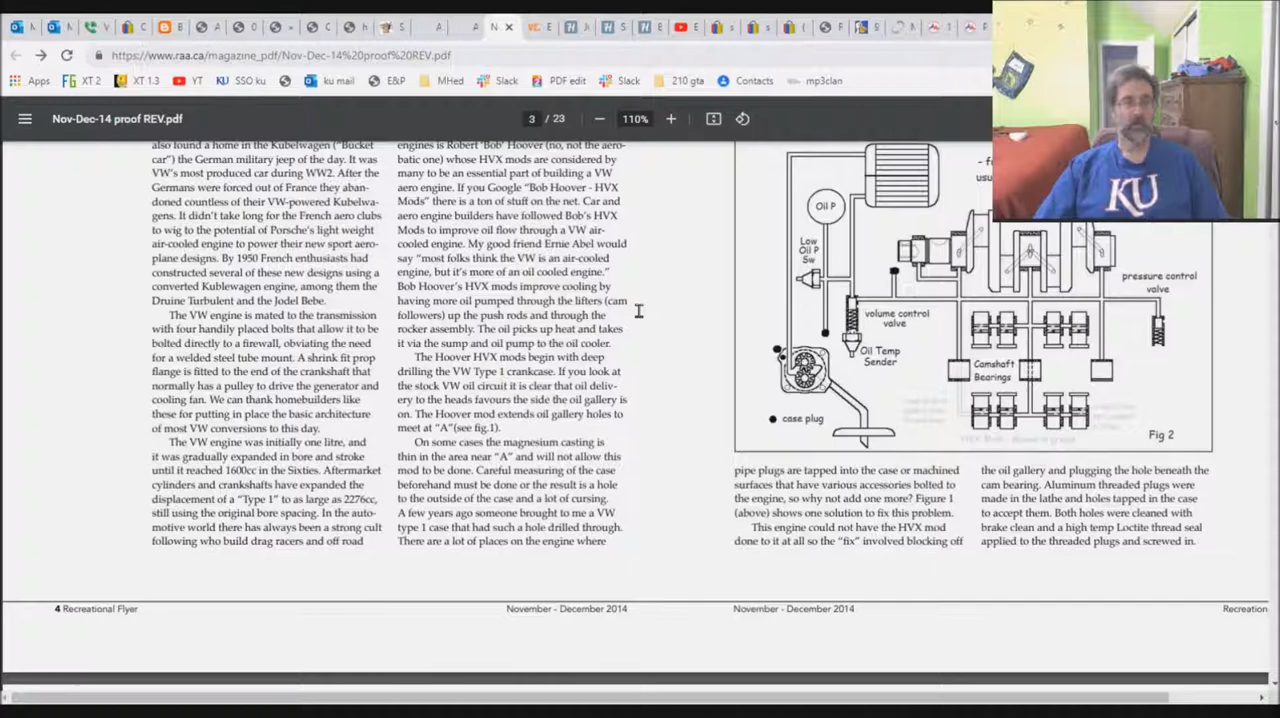 https://www.raa.ca/magazine_pdf/Nov-Dec-14%20proof%20REV.pdf
Apps XT 2 XT 1.3 YT SSO ku ku mail E&P MHed Slack PDF edit Slack 210 gta Contacts mp3clan
Nov-Dec-14 proof REV.pdf
3 / 23
110%
KU
also found a home in the Kubelwagen ("Bucket
car") the German military jeep of the day. It was
VW's most produced car during WW2. After the
Germans were forced out of France they aban-
doned countless of their VW-powered Kubelwa-
gens. It didn't take long for the French aero clubs
to wig to the potential of Porsche's light weight
air-cooled engine to power their new sport aero-
plane designs. By 1950 French enthusiasts had
constructed several of these new designs using a
converted Kublewagen engine, among them the
Druine Turbulent and the Jodel Bebe.
The VW engine is mated to the transmission
with four handily placed bolts that allow it to be
bolted directly to a firewall, obviating the need
for a welded steel tube mount. A shrink fit prop
flange is fitted to the end of the crankshaft that
normally has a pulley to drive the generator and
cooling fan. We can thank homebuilders like
these for putting in place the basic architecture
of most VW conversions to this day.
The VW engine was initially one litre, and
it was gradually expanded in bore and stroke
until it reached 1600cc in the Sixties. Aftermarket
cylinders and crankshafts have expanded the
displacement of a "Type 1" to as large as 2276cc,
still using the original bore spacing. In the auto-
motive world there has always been a strong cult
following who build drag racers and off road
engines is Robert 'Bob' Hoover (no, not the aero-
batic one) whose HVX mods are considered by
many to be an essential part of building a VW
aero engine. If you Google "Bob Hoover - HVX
Mods" there is a ton of stuff on the net. Car and
aero engine builders have followed Bob's HVX
Mods to improve oil flow through a VW air-
cooled engine. My good friend Ernie Abel would
say "most folks think the VW is an air-cooled
engine, but it's more of an oil cooled engine."
Bob Hoover's HVX mods improve cooling by
having more oil pumped through the lifters (cam
followers) up the push rods and through the
rocker assembly. The oil picks up heat and takes
it via the sump and oil pump to the oil cooler.
The Hoover HVX mods begin with deep
drilling the VW Type 1 crankcase. If you look at
the stock VW oil circuit it is clear that oil deliv-
ery to the heads favours the side the oil gallery is
on. The Hoover mod extends oil gallery holes to
meet at "A"(see fig.1).
On some cases the magnesium casting is
thin in the area near "A" and will not allow this
mod to be done. Careful measuring of the case
beforehand must be done or the result is a hole
to the outside of the case and a lot of cursing.
A few years ago someone brought to me a VW
type 1 case that had such a hole drilled through.
There are a lot of places on the engine where
Oil P
Low
Oil P
Sw
volume control
valve
Oil Temp
Sender
pressure control
valve
Camshaft
Bearings
case plug
Fig 2
pipe plugs are tapped into the case or machined
surfaces that have various accessories bolted to
the engine, so why not add one more? Figure 1
(above) shows one solution to fix this problem.
This engine could not have the HVX mod
done to it at all so the "fix" involved blocking off
the oil gallery and plugging the hole beneath the
cam bearing. Aluminum threaded plugs were
made in the lathe and holes tapped in the case
to accept them. Both holes were cleaned with
brake clean and a high temp Loctite thread seal
applied to the threaded plugs and screwed in.
4 Recreational Flyer
November - December 2014
November - December 2014
Recreation